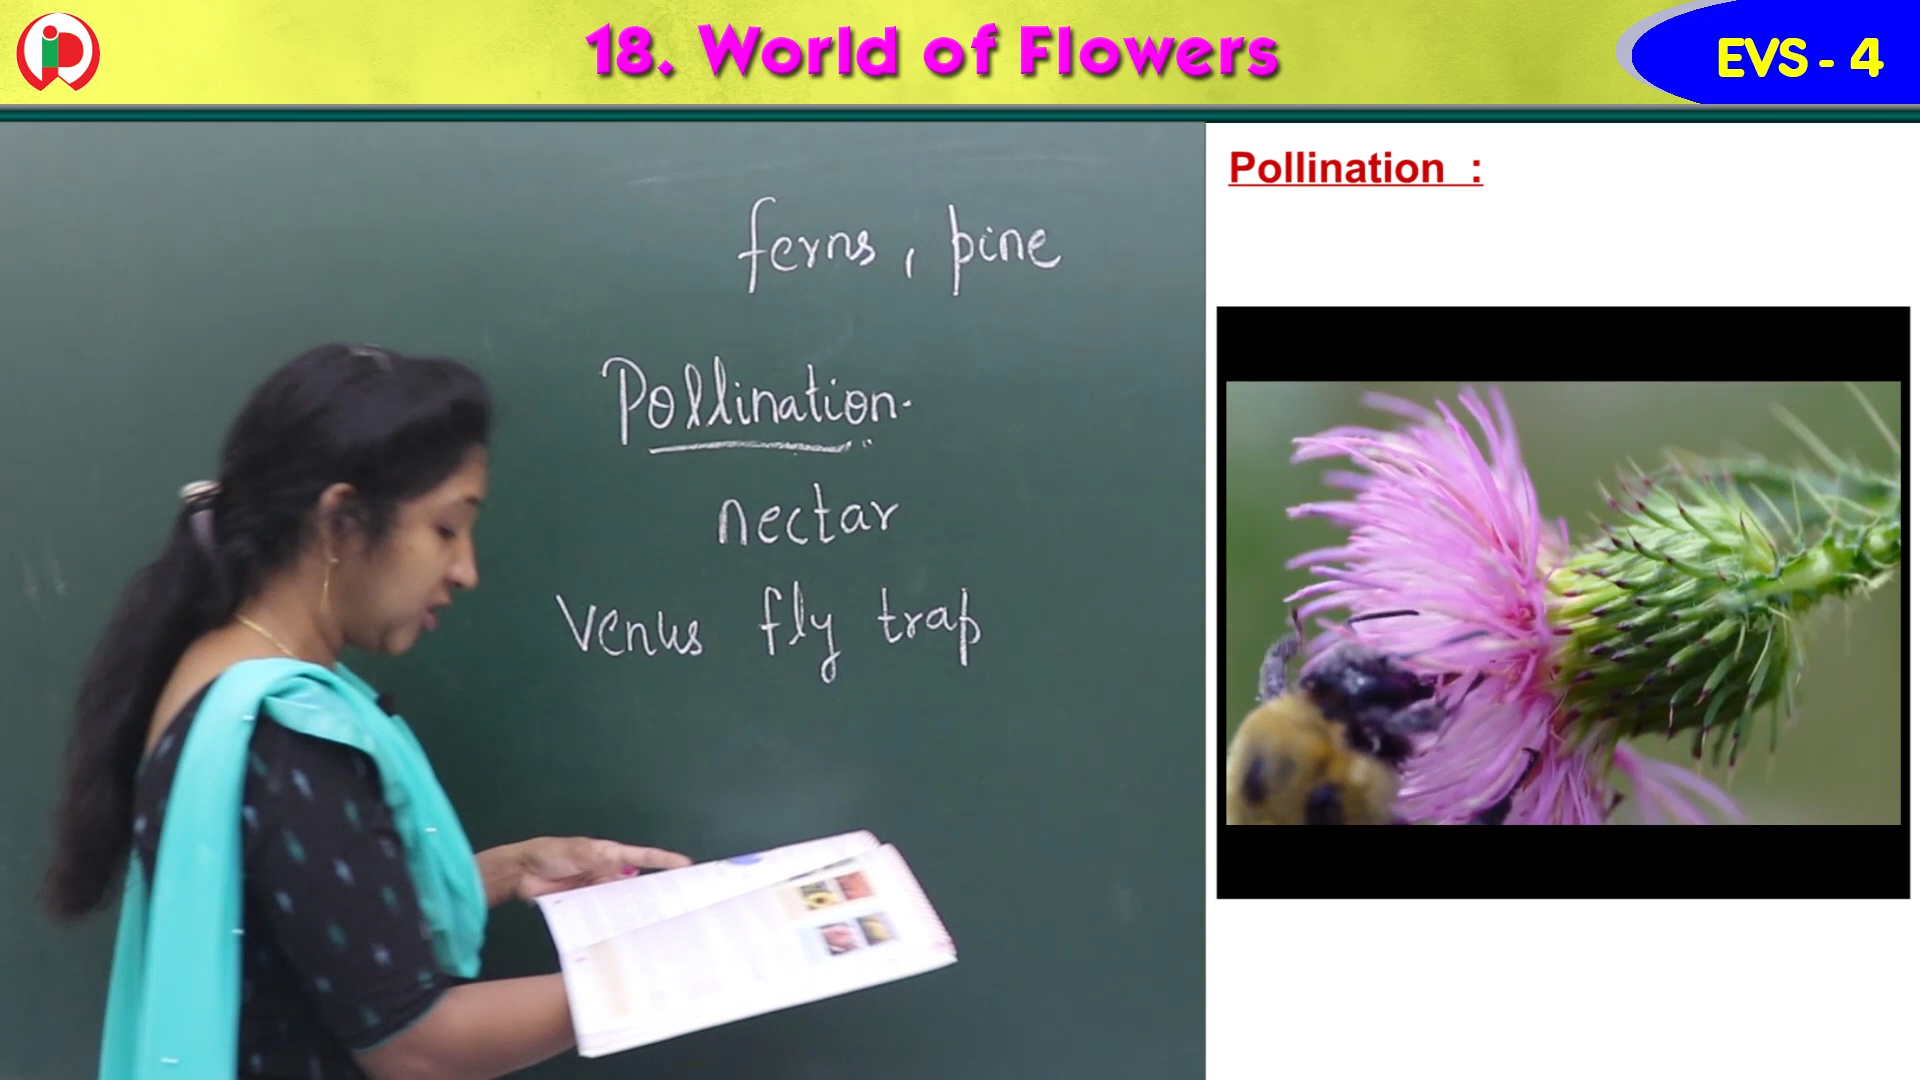 18. World of Flowers
EVS - 4
ferns, pine
Pollination.
nectar
Venus fly trap
Pollination :